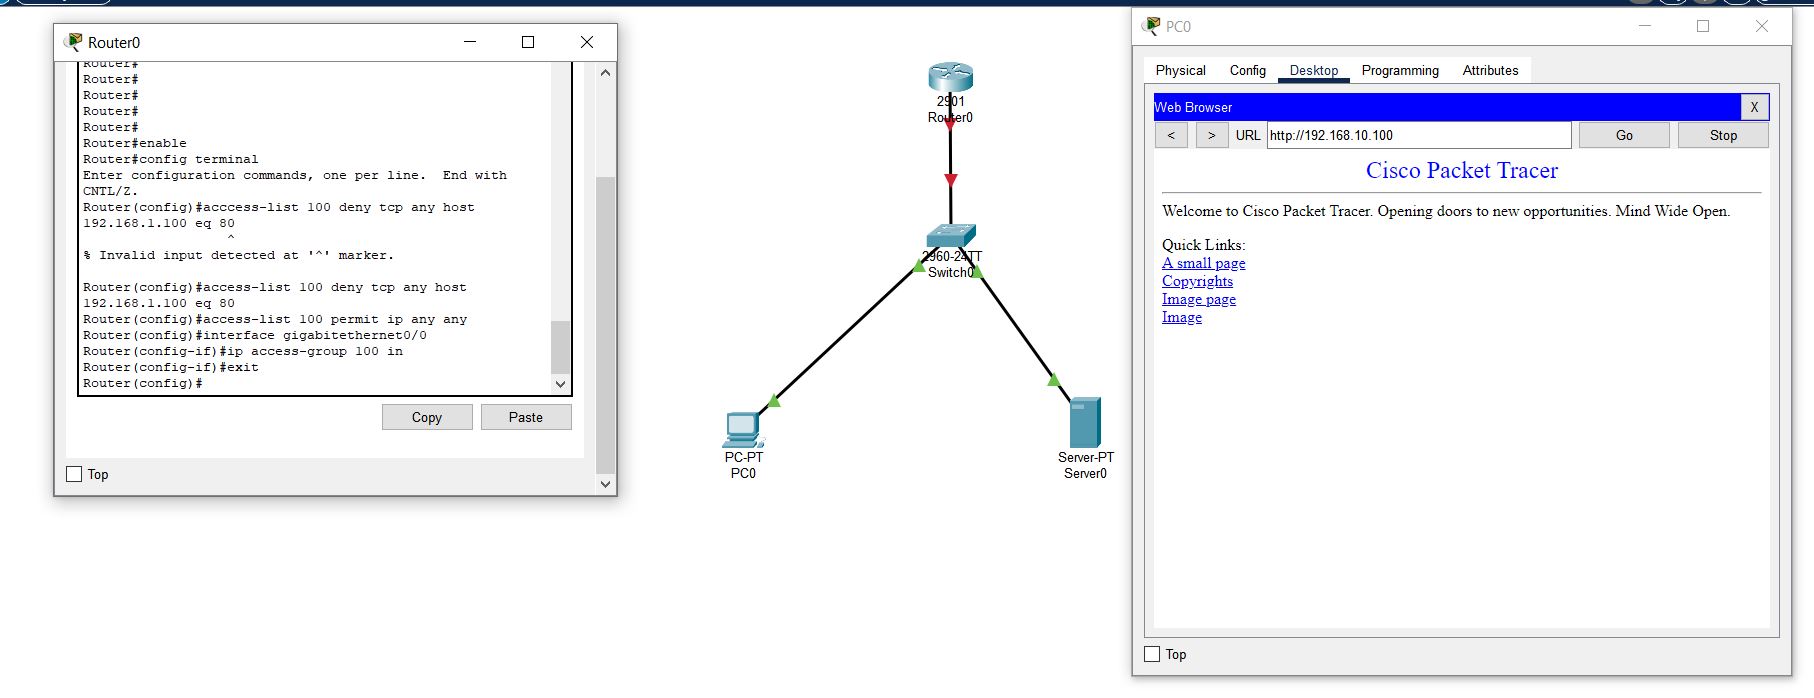 Router0
Router#
Router#
Router#
Router#
Router#
Router#enable
Router#config terminal
Enter configuration commands, one per line.  End with
CNTL/Z.
Router(config)#acccess-list 100 deny tcp any host
192.168.1.100 eq 80
^
% Invalid input detected at '^' marker.
Router(config)#access-list 100 deny tcp any host
192.168.1.100 eq 80
Router(config)#access-list 100 permit ip any any
Router(config)#interface gigabitethernet0/0
Router(config-if)#ip access-group 100 in
Router(config-if)#exit
Router(config)#
Copy Paste
Top
2901
Router0
2960-24TT
Switch0
PC-PT
PC0
Server-PT
Server0
PC0
Physical Config Desktop Programming Attributes
Web Browser X
< > URL http://192.168.10.100 Go Stop
Cisco Packet Tracer
Welcome to Cisco Packet Tracer. Opening doors to new opportunities. Mind Wide Open.
Quick Links:
A small page
Copyrights
Image page
Image
Top